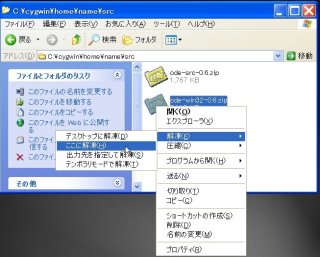 C:¥cygwin¥home¥name¥src
ファイル(F) 編集(E) 表示(V) お気に入り(A) ツール(T) ヘルプ(H)
戻る 検索 フォルダ
アドレス(D) C:¥cygwin¥home¥name¥src
ファイルとフォルダのタスク
このファイルの名前を変更する
このファイルを移動する
このファイルをコピーする
このファイルを Web に公開する
このファイル
その他
ode-src-0.6.zip
1,767 KB
ode-win32-0.6.zip
デスクトップに解凍(D)
ここに解凍(H)
出力先を指定して解凍(S)
テンポラリモードで解凍(T)
開く(O)
エクスプローラ(X)
解凍(E)
圧縮(C)
プログラムから開く(H)
送る(N)
切り取り(T)
コピー(C)
ショートカットの作成(S)
削除(D)
名前の変更(M)
プロパティ(R)